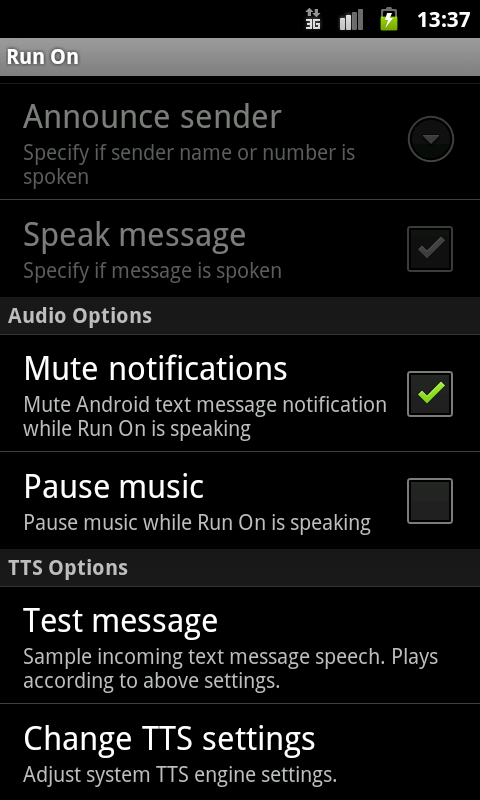 3G 13:37
Run On
Announce sender
Specify if sender name or number is
spoken
Speak message
Specify if message is spoken
Audio Options
Mute notifications
Mute Android text message notification
while Run On is speaking
Pause music
Pause music while Run On is speaking
TTS Options
Test message
Sample incoming text message speech. Plays
according to above settings.
Change TTS settings
Adjust system TTS engine settings.